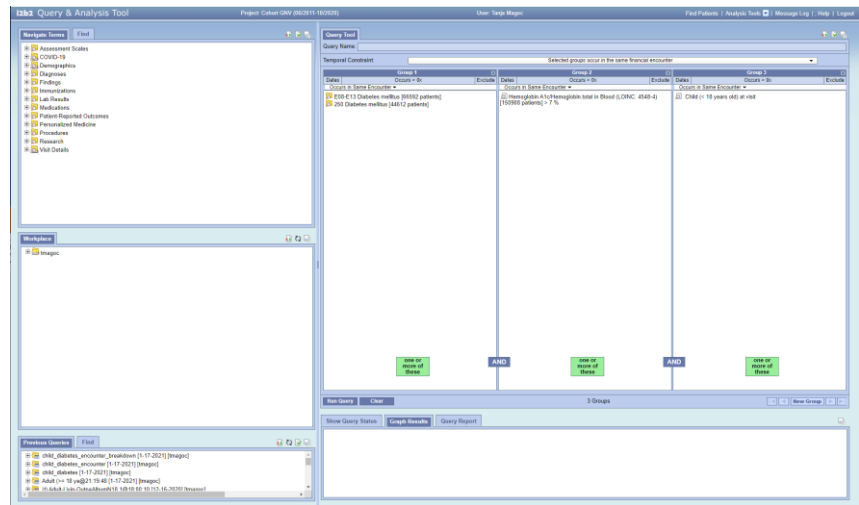 i2b2 Query & Analysis Tool
Project: Cohort GNV (06/2011-10/2020)
User: Tanja Magoc
Find Patients | Analysis Tools | Message Log | Help | Logout
Navigate Terms Find
Assessment Scales
COVID-19
Demographics
Diagnoses
Findings
Immunizations
Lab Results
Medications
Patient-Reported Outcomes
Personalized Medicine
Procedures
Research
Visit Details
Workplace
tmagoc
Previous Queries Find
child_diabetes_encounter_breakdown [1-17-2021] [tmagoc]
child_diabetes_encounter [1-17-2021] [tmagoc]
child_diabetes [1-17-2021] [tmagoc]
Adult (>= 18 ye@21:19:48 [1-17-2021] [tmagoc]
Query Tool
Query Name:
Temporal Constraint: Selected groups occur in the same financial encounter
Group 1 Group 2 Group 3
Dates Occurs > 0x Exclude Dates Occurs > 0x Exclude Dates Occurs > 0x Exclude
Occurs in Same Encounter Occurs in Same Encounter Occurs in Same Encounter
E08-E13 Diabetes mellitus [66592 patients]
250 Diabetes mellitus [44612 patients]
Hemoglobin A1c/Hemoglobin.total in Blood (LOINC: 4548-4)
[150988 patients] > 7 %
Child (< 18 years old) at visit
one or more of these AND one or more of these AND one or more of these
Run Query Clear 3 Groups New Group
Show Query Status Graph Results Query Report